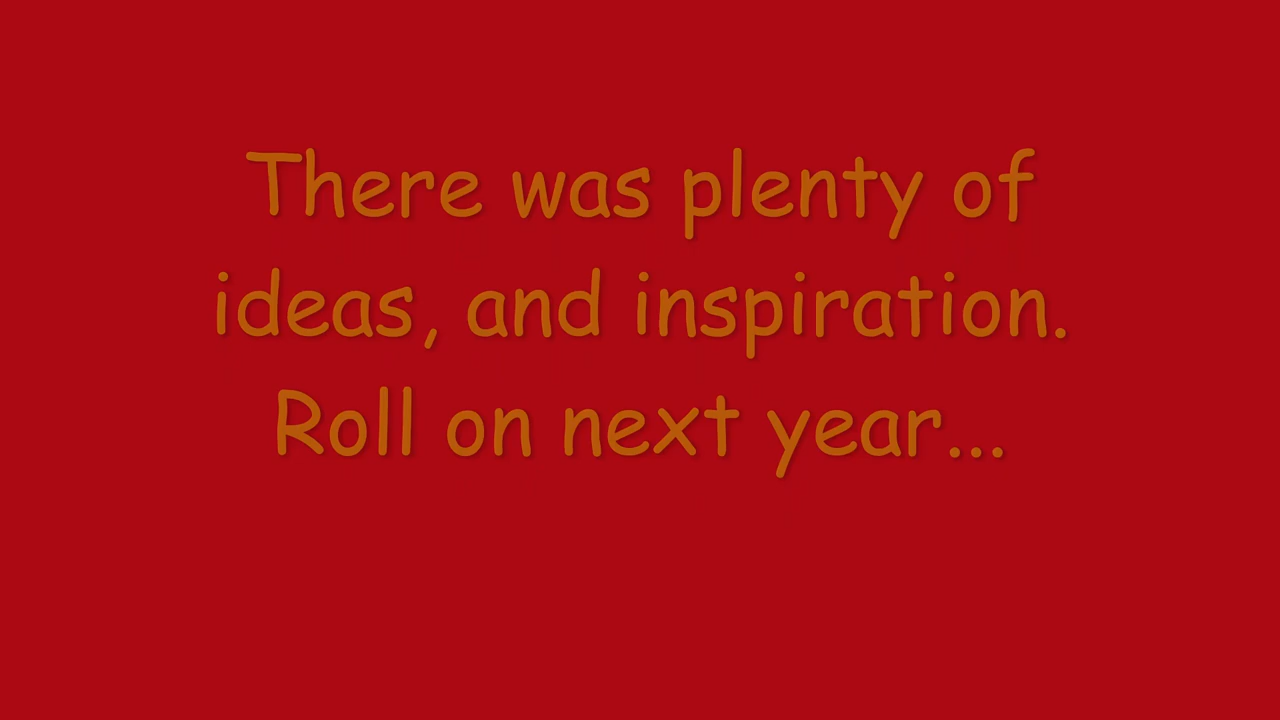 There was plenty of
ideas, and inspiration.
Roll on next year...